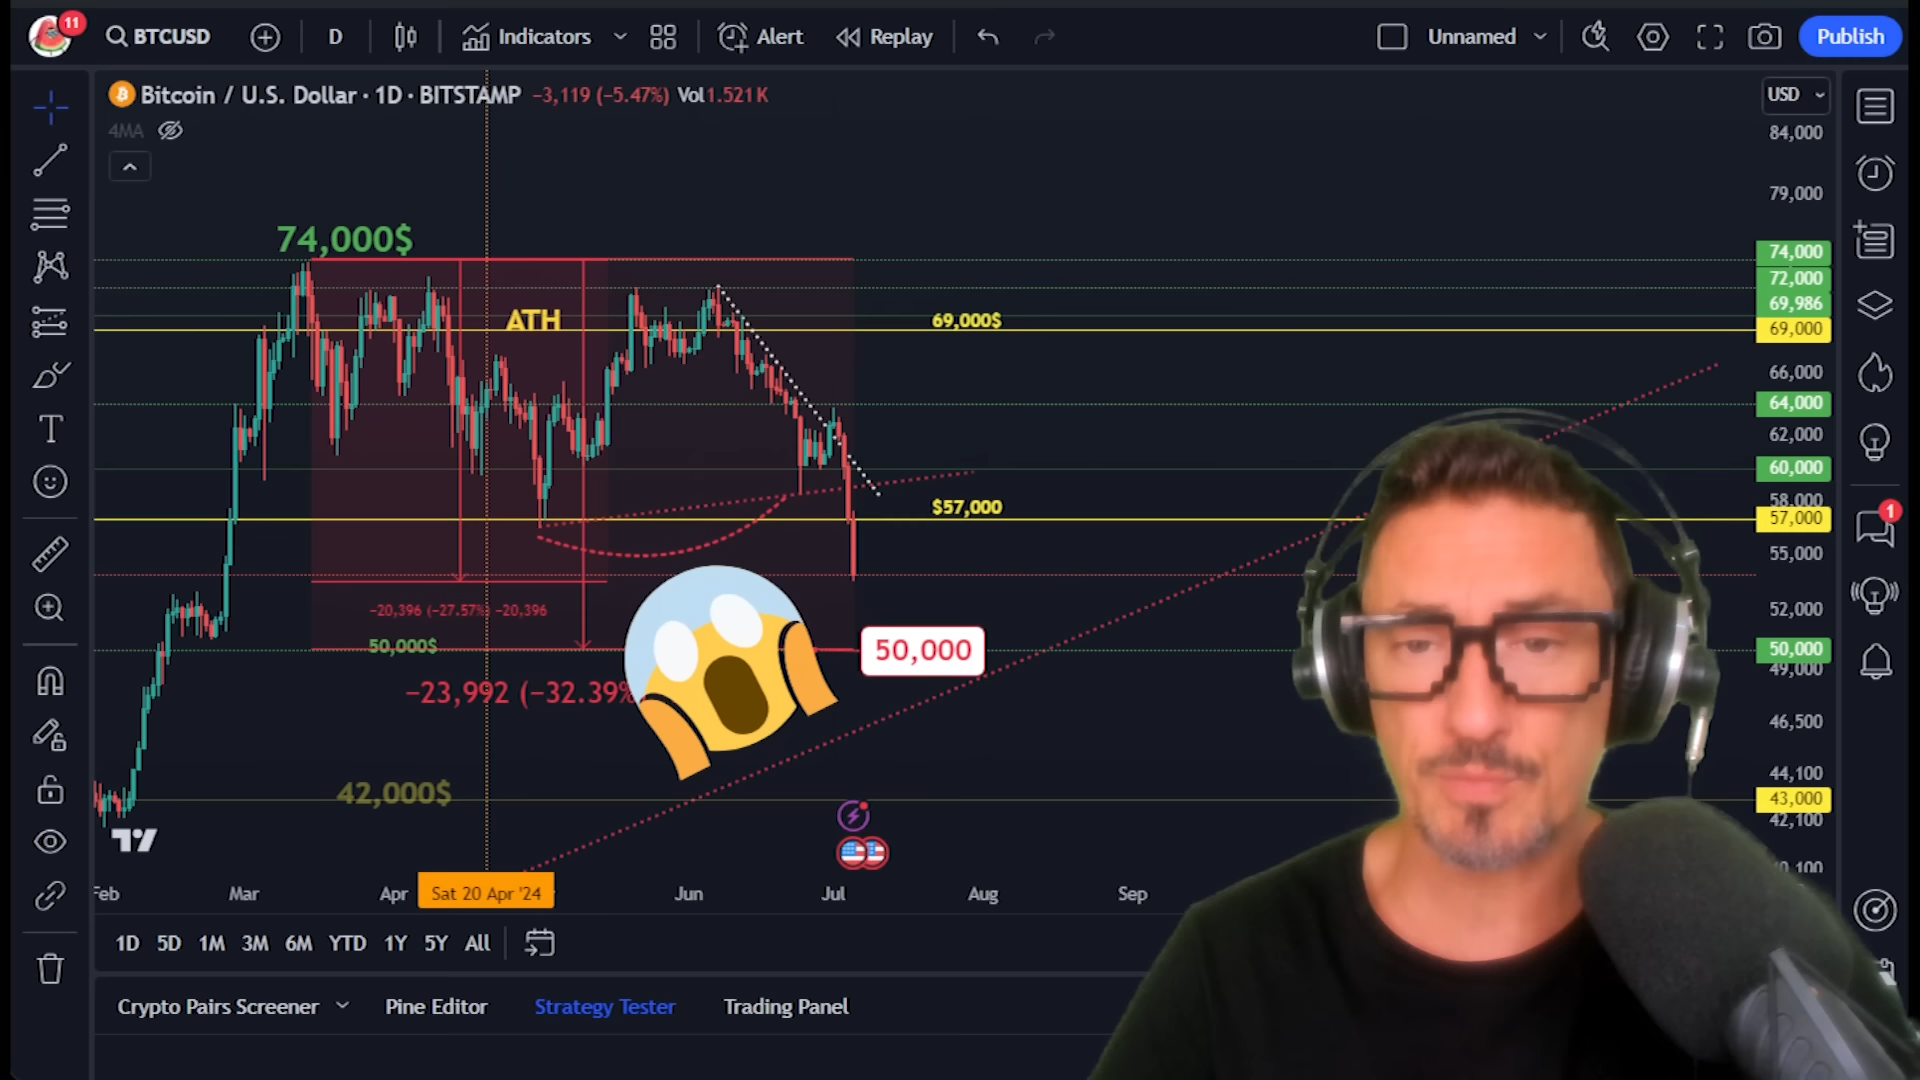 11
BTCUSD
D
Indicators
Alert
Replay
Unnamed
Publish
Bitcoin / U.S. Dollar · 1D · BITSTAMP −3,119 (−5.47%) Vol1.521 K
USD
4MA
84,000
79,000
74,000$
74,000
72,000
69,986
ATH
69,000$
69,000
66,000
64,000
62,000
60,000
58,000
$57,000
57,000
1
55,000
−20,396 (−27.57%) −20,396
52,000
50,000$
50,000
50,000
49,000
−23,992 (−32.39%
46,500
44,100
42,000$
43,000
42,100
Feb
Mar
Apr
Sat 20 Apr '24
Jun
Jul
Aug
Sep
1D 5D 1M 3M 6M YTD 1Y 5Y All
Crypto Pairs Screener
Pine Editor
Strategy Tester
Trading Panel